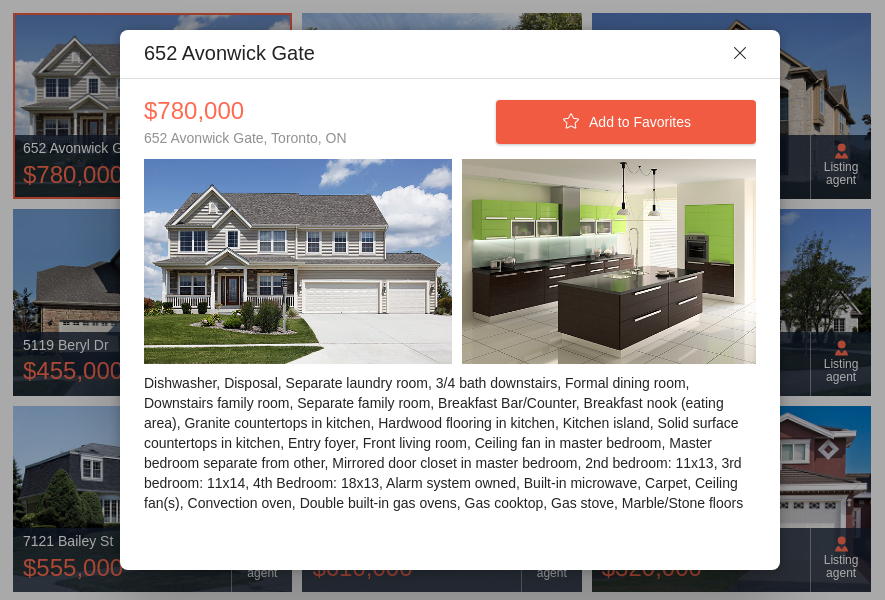 652 Avonwick Gate
$780,000
652 Avonwick Gate, Toronto, ON
Add to Favorites
Dishwasher, Disposal, Separate laundry room, 3/4 bath downstairs, Formal dining room,
Downstairs family room, Separate family room, Breakfast Bar/Counter, Breakfast nook (eating
area), Granite countertops in kitchen, Hardwood flooring in kitchen, Kitchen island, Solid surface
countertops in kitchen, Entry foyer, Front living room, Ceiling fan in master bedroom, Master
bedroom separate from other, Mirrored door closet in master bedroom, 2nd bedroom: 11x13, 3rd
bedroom: 11x14, 4th Bedroom: 18x13, Alarm system owned, Built-in microwave, Carpet, Ceiling
fan(s), Convection oven, Double built-in gas ovens, Gas cooktop, Gas stove, Marble/Stone floors
652 Avonwick G
$780,000
Listing
agent
5119 Beryl Dr
$455,000
Listing
agent
7121 Bailey St
$555,000
agent
agent
Listing
agent